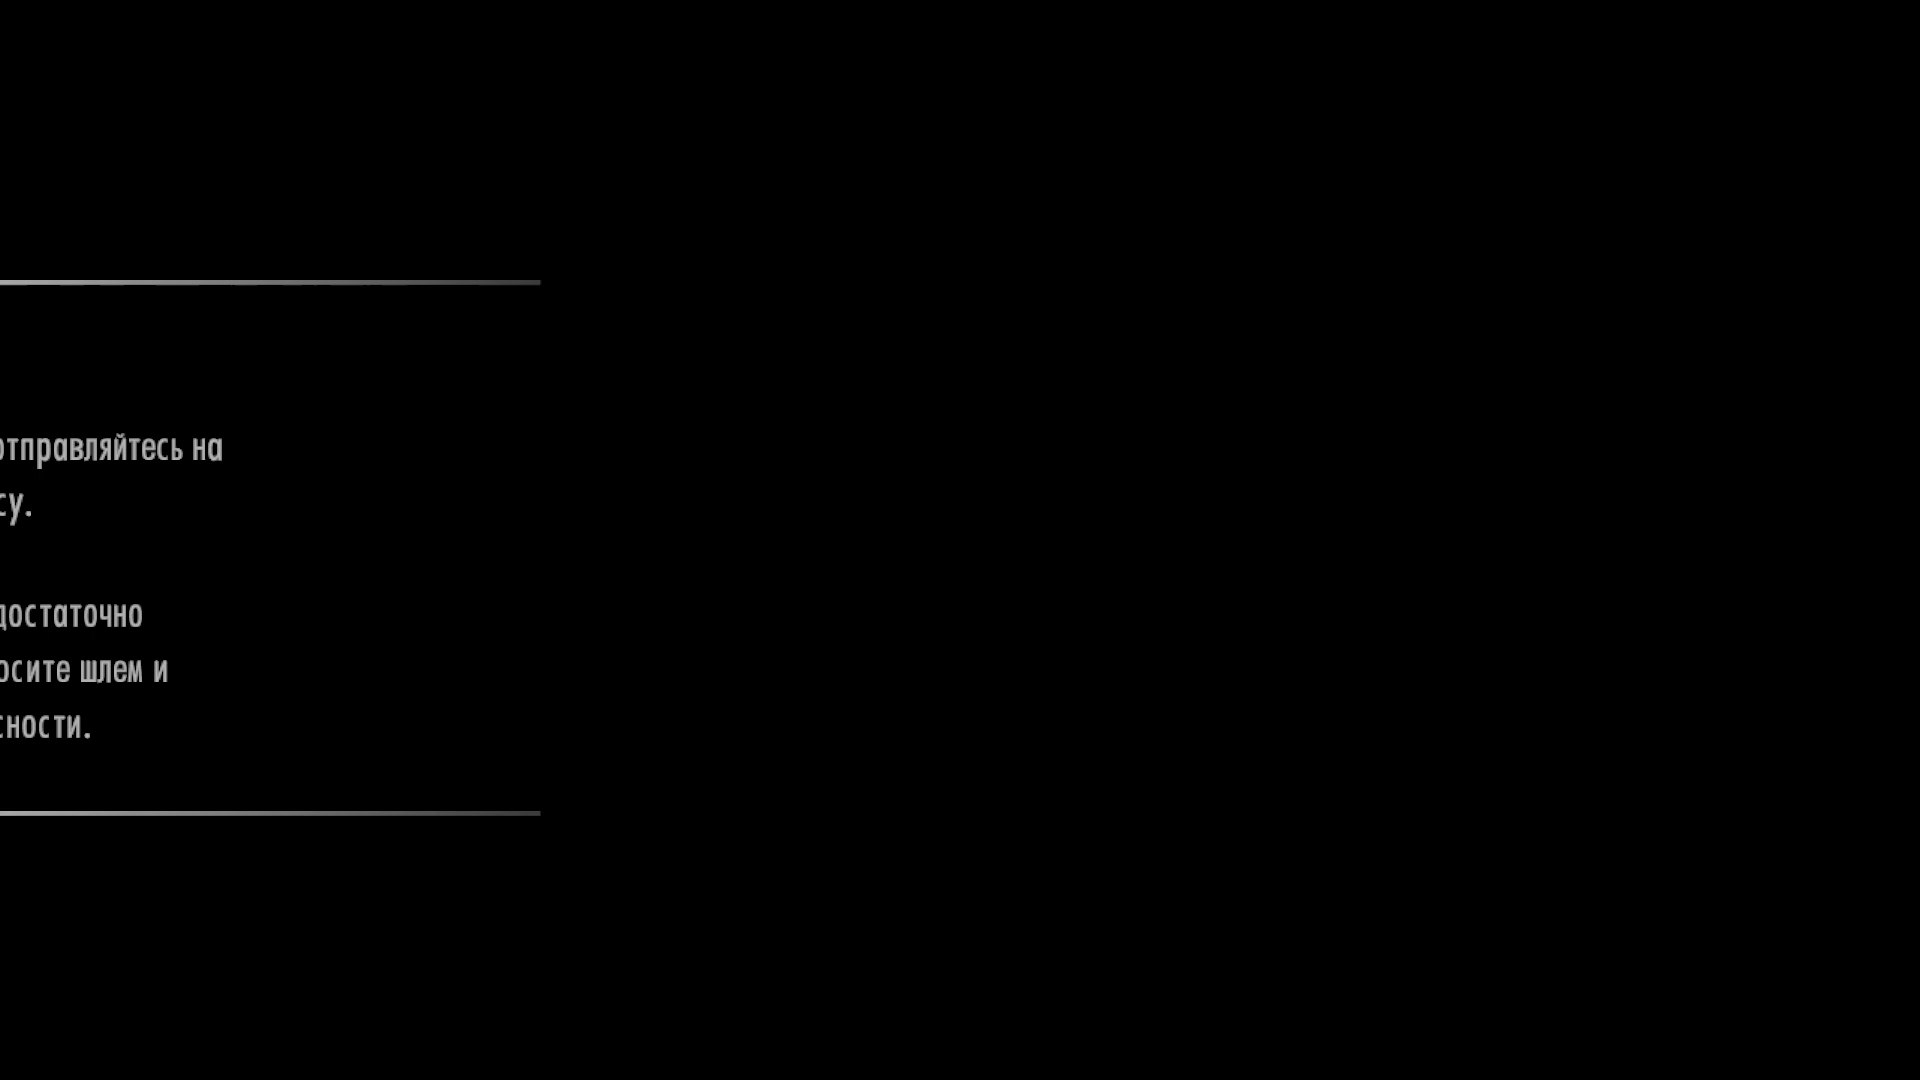 отправляйтесь на
су.
достаточно
осите шлем и
сности.